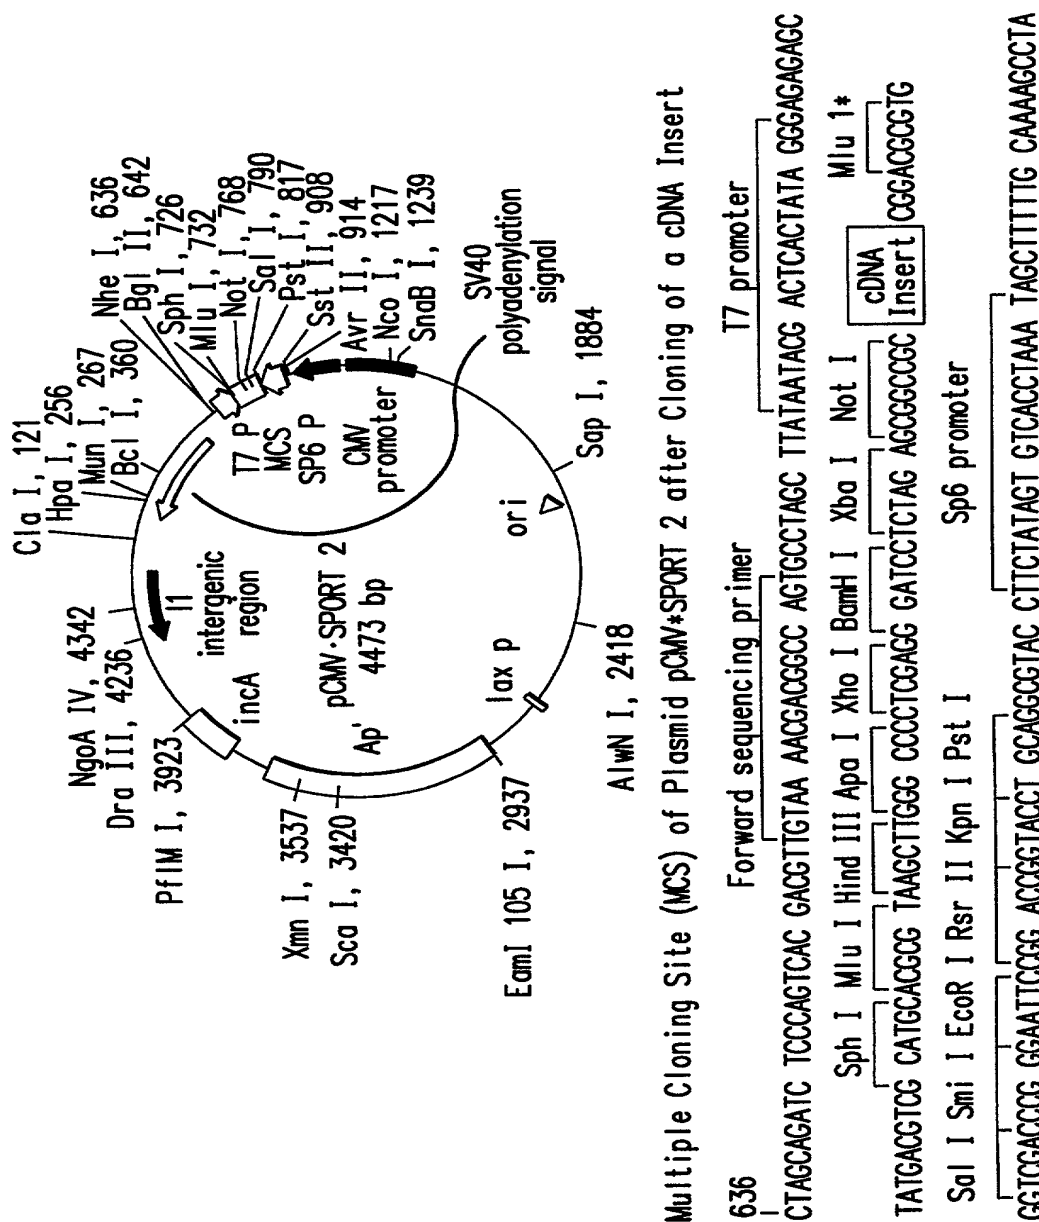 Cla I, 121
Hpa I, 256
Mun I, 267
Bcl I, 360
Nhe I, 636
Bgl II, 642
Sph I, 726
Mlu I, 732
Not I, 768
Sal I, 790
Pst I, 817
Sst II, 908
Avr II, 914
Nco I, 1217
SnaB I, 1239
SV40
polyadenylation
signal
Sap I, 1884
AlwN I, 2418
EamI 105 I, 2937
Sca I, 3420
Xmn I, 3537
PflM I, 3923
Dra III, 4236
NgoA IV, 4342
T7 P
MCS
SP6 P
CMV
promoter
I1
intergenic
region
incA
pCMV·SPORT 2
4473 bp
Ap'
lax p
ori
Multiple Cloning Site (MCS) of Plasmid pCMV*SPORT 2 after Cloning of a cDNA Insert
636 Forward sequencing primer T7 promoter
CTAGCAGATC TCCCAGTCAC GACGTTGTAA AACGACGGCC AGTGCCTAGC TTATAATACG ACTCACTATA GGGAGAGAGC
Sph I Mlu I Hind III Apa I Xho I BamH I Xba I Not I Mlu 1*
TATGACGTCG CATGCACGCG TAAGCTTGGG CCCCTCGAGG GATCCTCTAG AGCGGCCGC cDNA Insert CGGACGCGTG
Sal I Smi I EcoR I Rsr II Kpn I Pst I Sp6 promoter
GGTCGACCCG GGAATTCCGG ACCGGTACCT GCAGGCGTAC CTTCTATAGT GTCACCTAAA TAGCTTTTTG CAAAAGCCTA